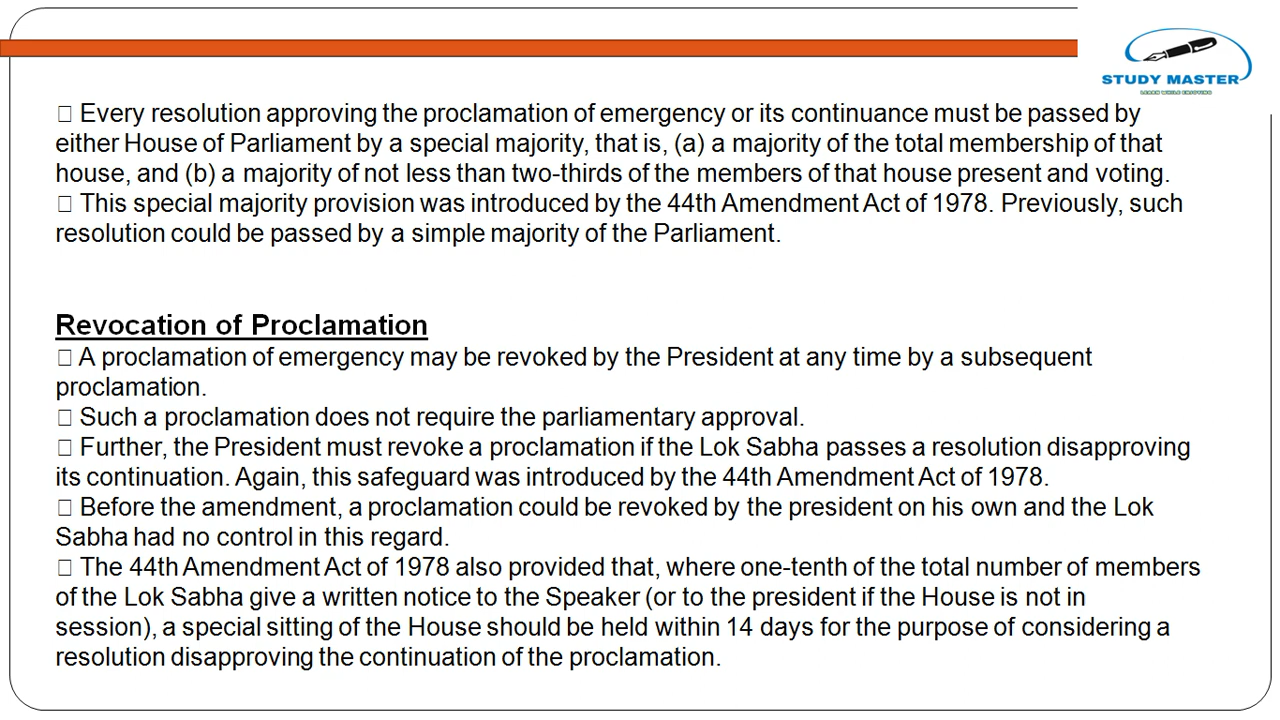 STUDY MASTER
LEARN WHILE ENJOYING
□ Every resolution approving the proclamation of emergency or its continuance must be passed by
either House of Parliament by a special majority, that is, (a) a majority of the total membership of that
house, and (b) a majority of not less than two-thirds of the members of that house present and voting.
□ This special majority provision was introduced by the 44th Amendment Act of 1978. Previously, such
resolution could be passed by a simple majority of the Parliament.
Revocation of Proclamation
□ A proclamation of emergency may be revoked by the President at any time by a subsequent
proclamation.
□ Such a proclamation does not require the parliamentary approval.
□ Further, the President must revoke a proclamation if the Lok Sabha passes a resolution disapproving
its continuation. Again, this safeguard was introduced by the 44th Amendment Act of 1978.
□ Before the amendment, a proclamation could be revoked by the president on his own and the Lok
Sabha had no control in this regard.
□ The 44th Amendment Act of 1978 also provided that, where one-tenth of the total number of members
of the Lok Sabha give a written notice to the Speaker (or to the president if the House is not in
session), a special sitting of the House should be held within 14 days for the purpose of considering a
resolution disapproving the continuation of the proclamation.